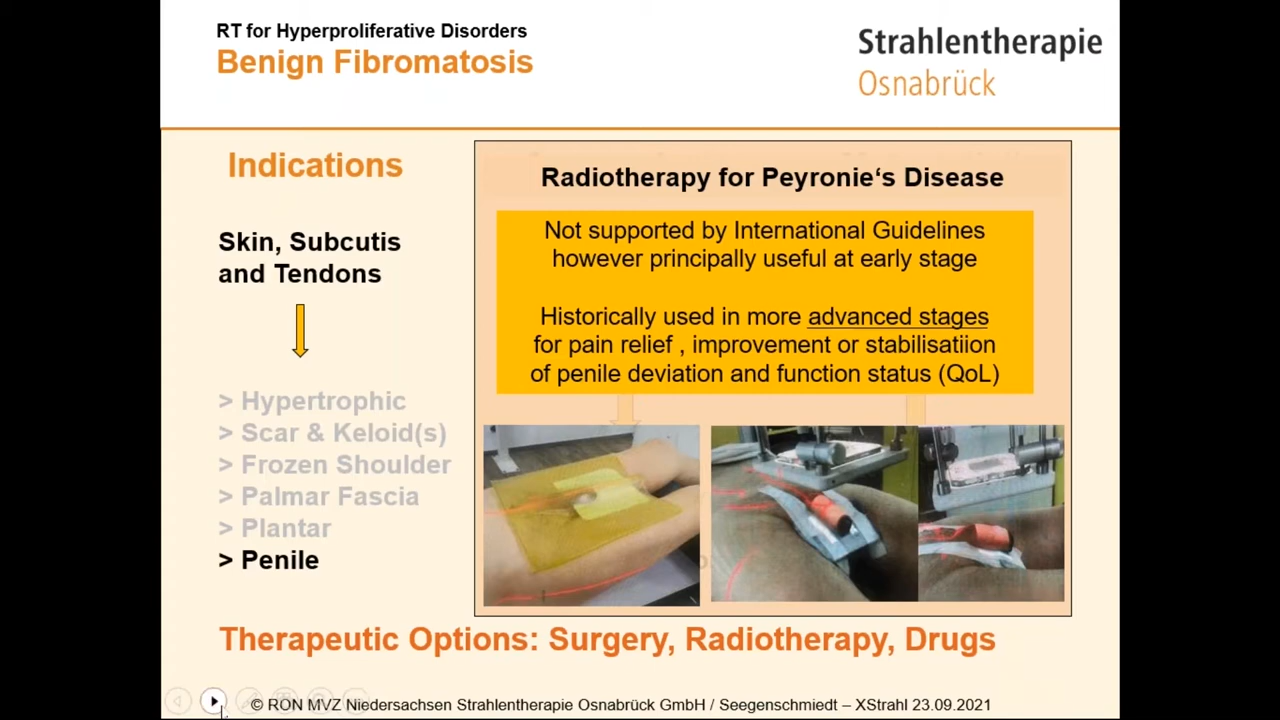 RT for Hyperproliferative Disorders
Benign Fibromatosis
Strahlentherapie
Osnabrück
Indications
Skin, Subcutis
and Tendons
> Hypertrophic
> Scar & Keloid(s)
> Frozen Shoulder
> Palmar Fascia
> Plantar
> Penile
Radiotherapy for Peyronie‘s Disease
Not supported by International Guidelines
however principally useful at early stage
Historically used in more advanced stages
for pain relief , improvement or stabilisatiion
of penile deviation and function status (QoL)
Therapeutic Options: Surgery, Radiotherapy, Drugs
© RON MVZ Niedersachsen Strahlentherapie Osnabrück GmbH / Seegenschmiedt – XStrahl 23.09.2021